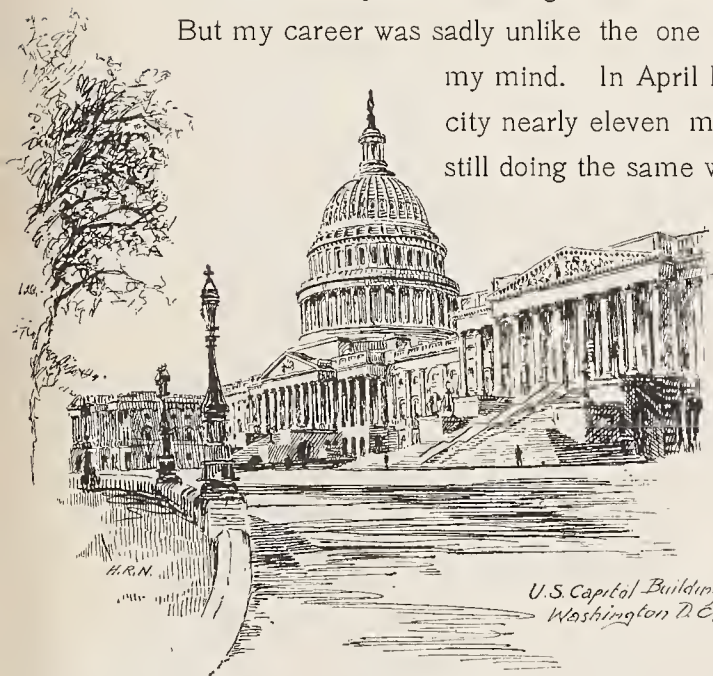 But my career was sadly unlike the one
my mind. In April
city nearly eleven
still doing the same
H.R.N.
U.S. Capitol Building
Washington D.C.